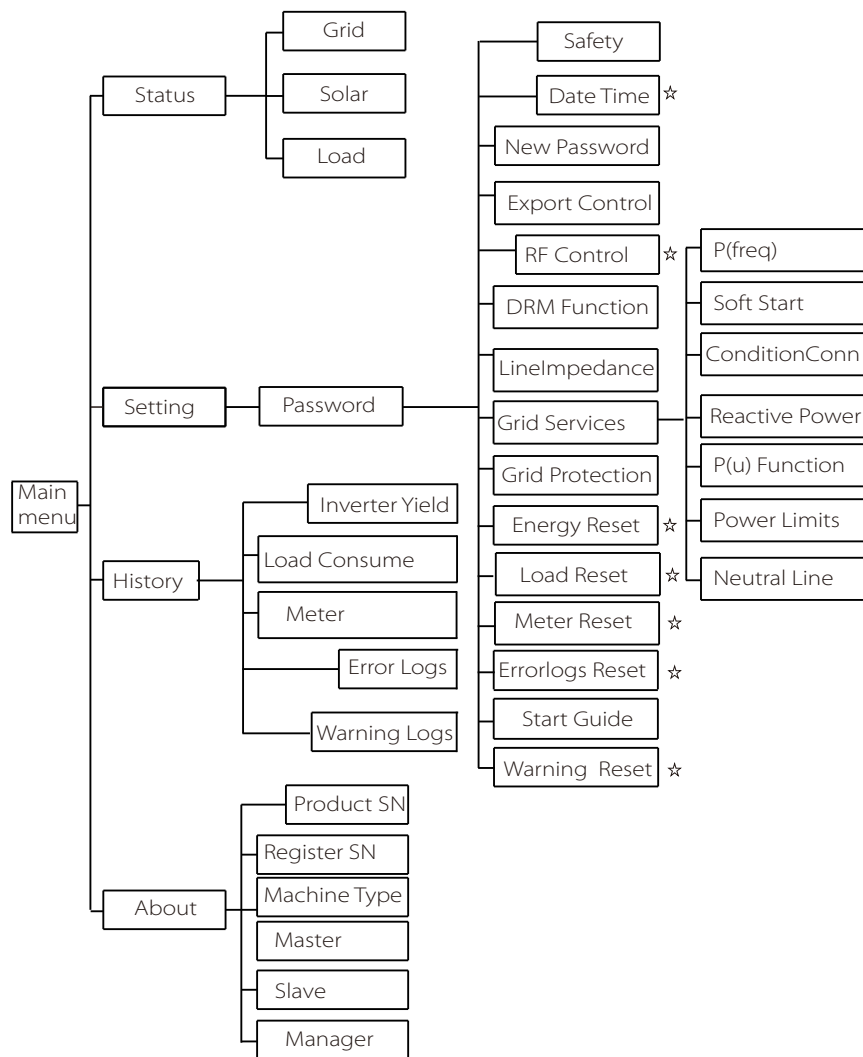 Main
menu
Status
Grid
Solar
Load
Setting
Password
Safety
Date Time ☆
New Password
Export Control
RF Control ☆
DRM Function
LineImpedance
Grid Services
P(freq)
Soft Start
ConditionConn
Reactive Power
P(u) Function
Power Limits
Neutral Line
Grid Protection
Energy Reset ☆
Load Reset ☆
Meter Reset ☆
Errorlogs Reset ☆
Start Guide
Warning Reset ☆
History
Inverter Yield
Load Consume
Meter
Error Logs
Warning Logs
About
Product SN
Register SN
Machine Type
Master
Slave
Manager